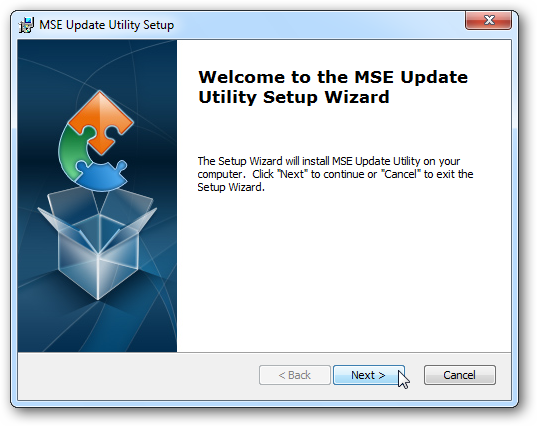 MSE Update Utility Setup
Welcome to the MSE Update
Utility Setup Wizard
The Setup Wizard will install MSE Update Utility on your
computer.  Click "Next" to continue or "Cancel" to exit the
Setup Wizard.
< Back
Next >
Cancel